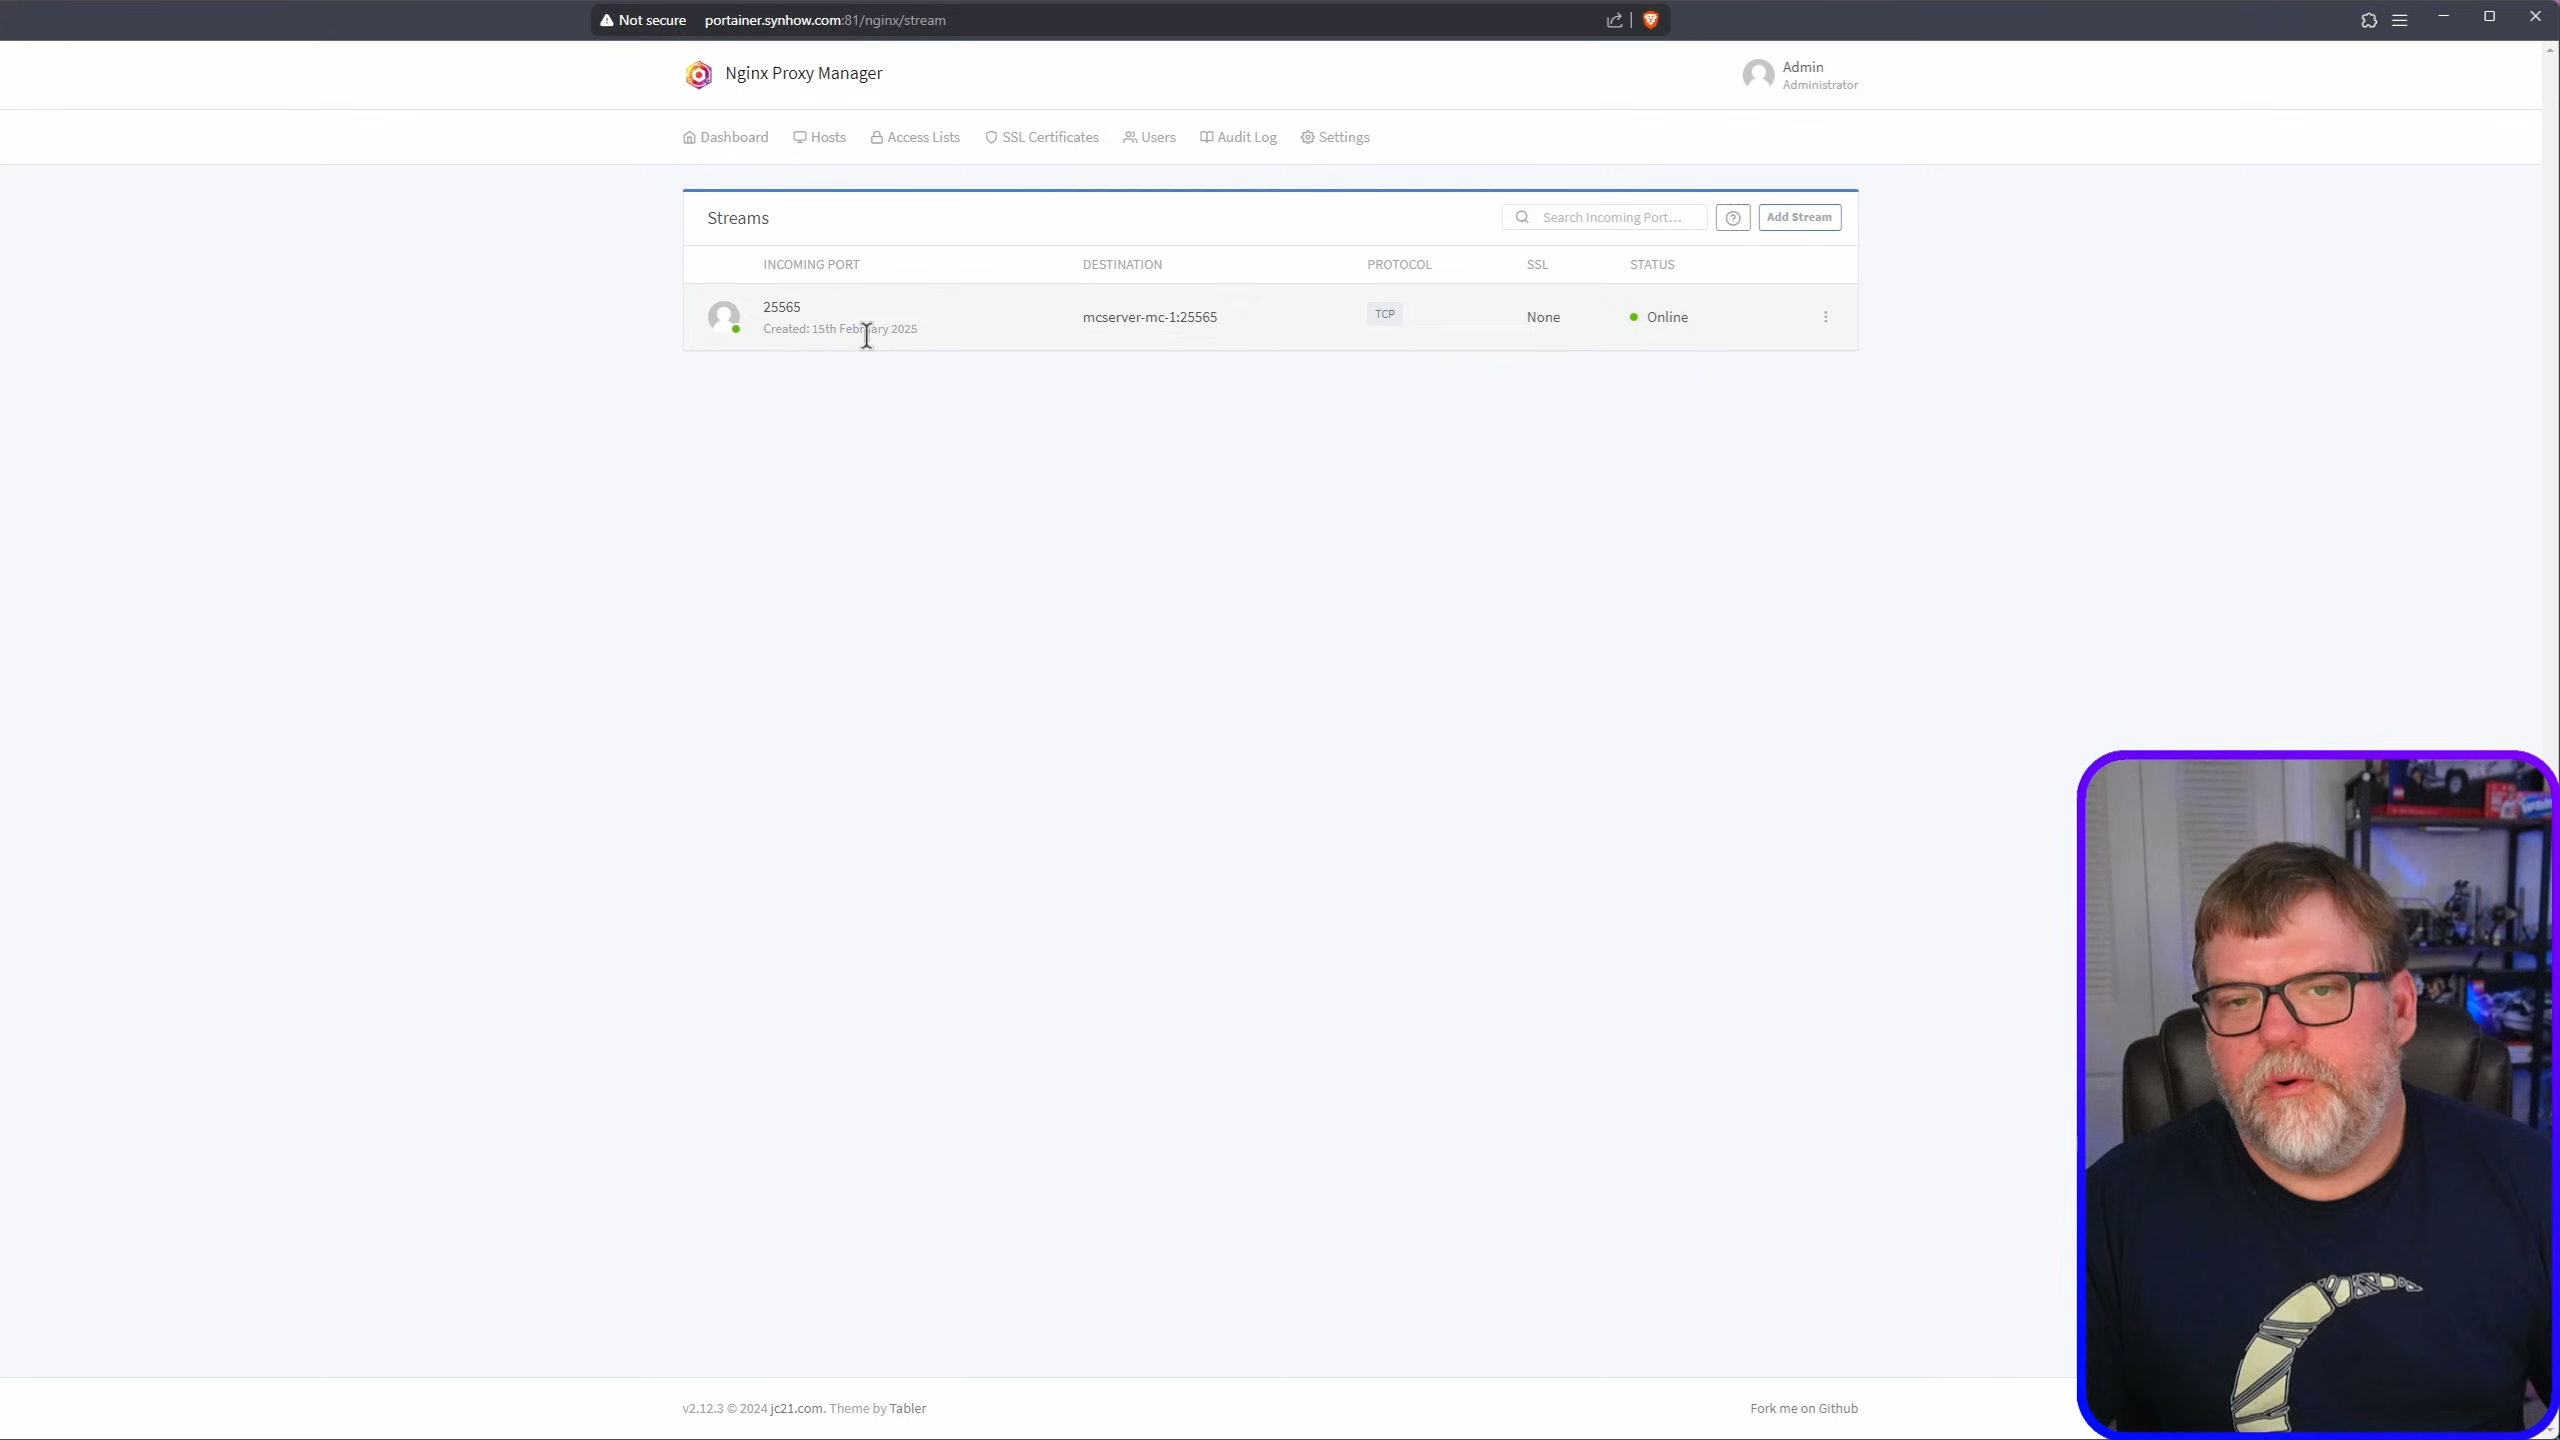 Not secure portainer.synhow.com:81/nginx/stream
Nginx Proxy Manager
Admin
Administrator
Dashboard Hosts Access Lists SSL Certificates Users Audit Log Settings
Streams Search Incoming Port... Add Stream
INCOMING PORT DESTINATION PROTOCOL SSL STATUS
25565 mcserver-mc-1:25565 TCP None Online
Created: 15th February 2025
v2.12.3 © 2024 jc21.com. Theme by Tabler Fork me on Github